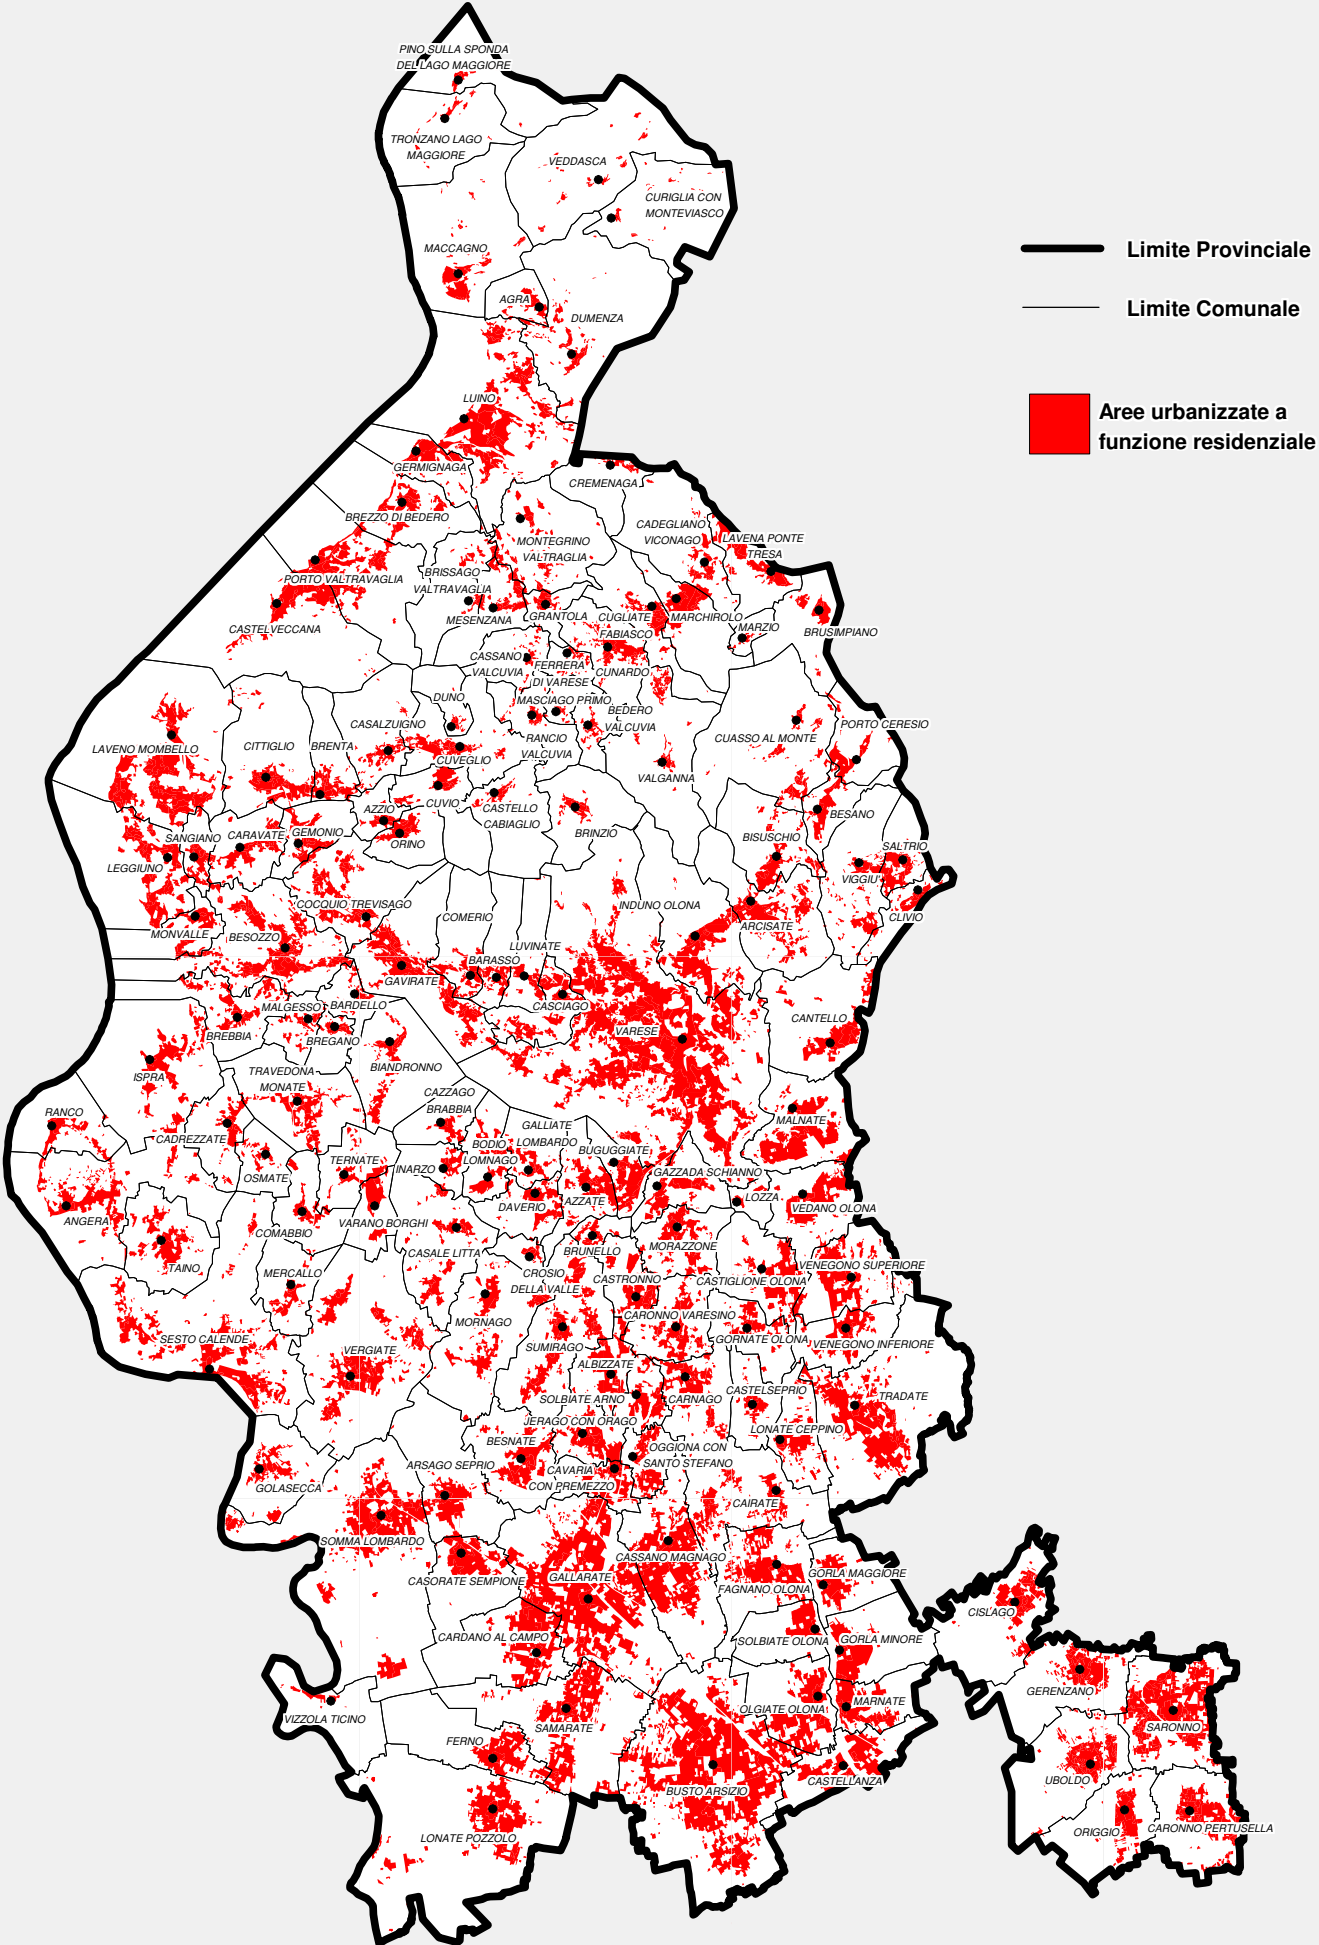 PINO SULLA SPONDA
DEL LAGO MAGGIORE
TRONZANO LAGO
MAGGIORE
VEDDASCA
CURIGLIA CON
MONTEVIASCO
MACCAGNO
AGRA
DUMENZA
Limite Provinciale
Limite Comunale
Aree urbanizzate a
funzione residenziale
LUINO
GERMIGNAGA
CREMENAGA
BREZZO DI BEDERO
CADEGLIANO
VICONAGO
LAVENA PONTE
TRESA
MONTEGRINO
VALTRAGLIA
PORTO VALTRAVAGLIA
BRISSAGO
VALTRAVAGLIA
CASTELVECCANA
MESENZANA
GRANTOLA
CUGLIATE
FABIASCO
MARCHIROLO
MARZIO
BRUSIMPIANO
CASSANO
VALCUVIA
FERRERA
DI VARESE
CUNARDO
DUNO
MASCIAGO PRIMO
BEDERO
VALCUVIA
CASALZUIGNO
LAVENO MOMBELLO
CITTIGLIO
BRENTA
RANCIO
VALCUVIA
CUASSO AL MONTE
PORTO CERESIO
CUVEGLIO
VALGANNA
CUVIO
CASTELLO
CABIAGLIO
AZZIO
ORINO
BRINZIO
BESANO
SANGIANO
CARAVATE
GEMONIO
BISUSCHIO
SALTRIO
LEGGIUNO
VIGGIU'
COCQUIO TREVISAGO
COMERIO
INDUNO OLONA
CLIVIO
MONVALLE
BESOZZO
ARCISATE
LUVINATE
BARASSO
GAVIRATE
CASCIAGO
MALGESSO
BARDELLO
CANTELLO
BREBBIA
BREGANO
VARESE
ISPRA
TRAVEDONA
MONATE
BIANDRONNO
CAZZAGO
BRABBIA
RANCO
CADREZZATE
GALLIATE
LOMBARDO
MALNATE
BODIO
LOMNAGO
BUGUGGIATE
OSMATE
TERNATE
INARZO
GAZZADA SCHIANNO
LOZZA
VEDANO OLONA
ANGERA
COMABBIO
VARANO BORGHI
DAVERIO
AZZATE
TAINO
CASALE LITTA
BRUNELLO
MORAZZONE
MERCALLO
CROSIO
DELLA VALLE
CASTRONNO
CASTIGLIONE OLONA
VENEGONO SUPERIORE
MORNAGO
CARONNO VARESINO
SESTO CALENDE
VERGIATE
SUMIRAGO
GORNATE OLONA
VENEGONO INFERIORE
ALBIZZATE
SOLBIATE ARNO
CARNAGO
CASTELSEPRIO
TRADATE
JERAGO CON ORAGO
LONATE CEPPINO
BESNATE
OGGIONA CON
SANTO STEFANO
ARSAGO SEPRIO
CAVARIA
CON PREMEZZO
GOLASECCA
CAIRATE
SOMMA LOMBARDO
CASSANO MAGNAGO
CASORATE SEMPIONE
GALLARATE
FAGNANO OLONA
GORLA MAGGIORE
CISLAGO
CARDANO AL CAMPO
SOLBIATE OLONA
GORLA MINORE
GERENZANO
VIZZOLA TICINO
OLGIATE OLONA
MARNATE
SAMARATE
SARONNO
FERNO
BUSTO ARSIZIO
CASTELLANZA
UBOLDO
LONATE POZZOLO
ORIGGIO
CARONNO PERTUSELLA